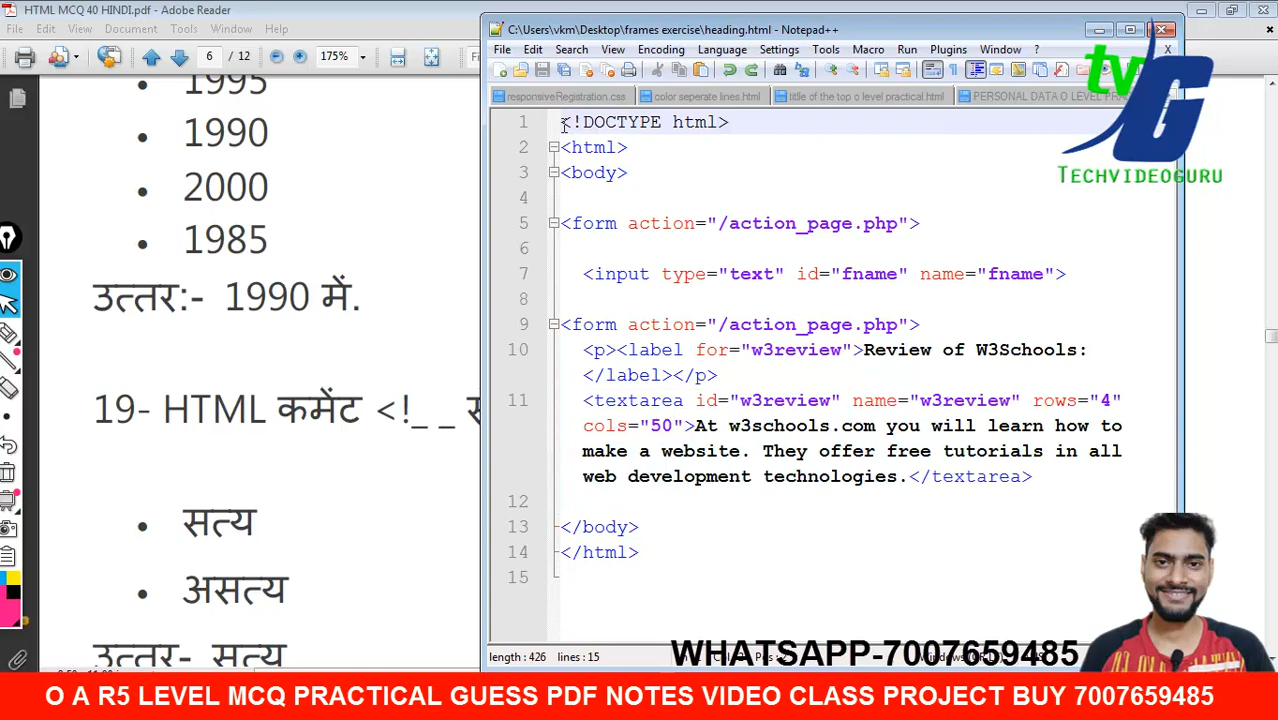 HTML MCQ 40 HINDI.pdf - Adobe Reader
File Edit View Document Tools Window Help
6 / 12 175%
1995
1990
2000
1985
उत्तर:- 1990 में.
19- HTML कमेंट <!_ _
सत्य
असत्य
उत्तर- सत्य
C:\Users\vkm\Desktop\frames exercise\heading.html - Notepad++
File Edit Search View Encoding Language Settings Tools Macro Run Plugins Window ? X
responsiveRegistration.css color seperate lines.html PERSONAL DATA O LEVEL
1 <!DOCTYPE html>
2 <html>
3 <body>
4
5 <form action="/action_page.php">
6
7 <input type="text" id="fname" name="fname">
8
9 <form action="/action_page.php">
10 <p><label for="w3review">Review of W3Schools:
</label></p>
11 <textarea id="w3review" name="w3review" rows="4"
cols="50">At w3schools.com you will learn how to
make a website. They offer free tutorials in all
web development technologies.</textarea>
12
13 </body>
14 </html>
15
length : 426 lines : 15
tv G
TECHVIDEOGURU
WHATSAPP-7007659485
O A R5 LEVEL MCQ PRACTICAL GUESS PDF NOTES VIDEO CLASS PROJECT BUY 7007659485